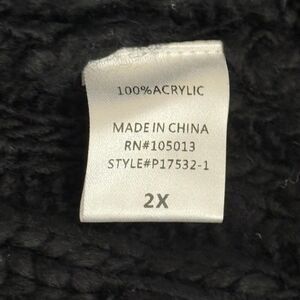 100%ACRYLIC
MADE IN CHINA
RN#105013
STYLE#P17532-1
2X